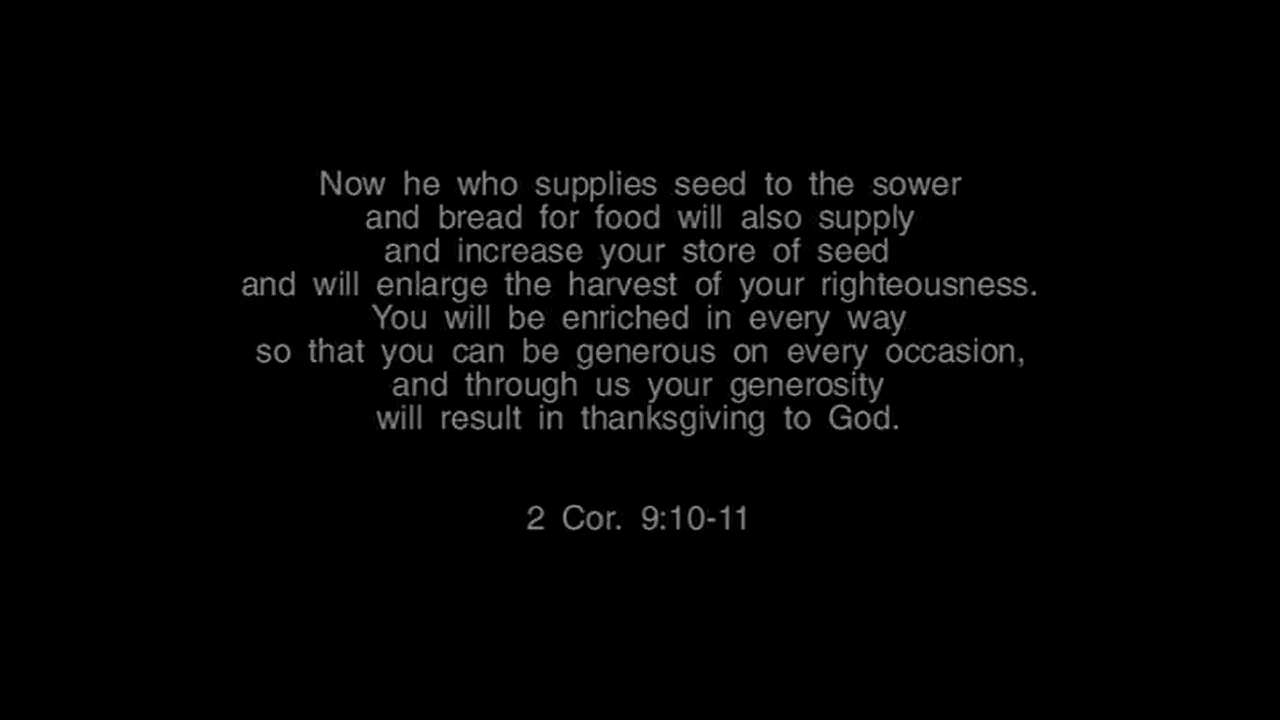 Now he who supplies seed to the sower
and bread for food will also supply
and increase your store of seed
and will enlarge the harvest of your righteousness.
You will be enriched in every way
so that you can be generous on every occasion,
and through us your generosity
will result in thanksgiving to God.
2 Cor. 9:10-11